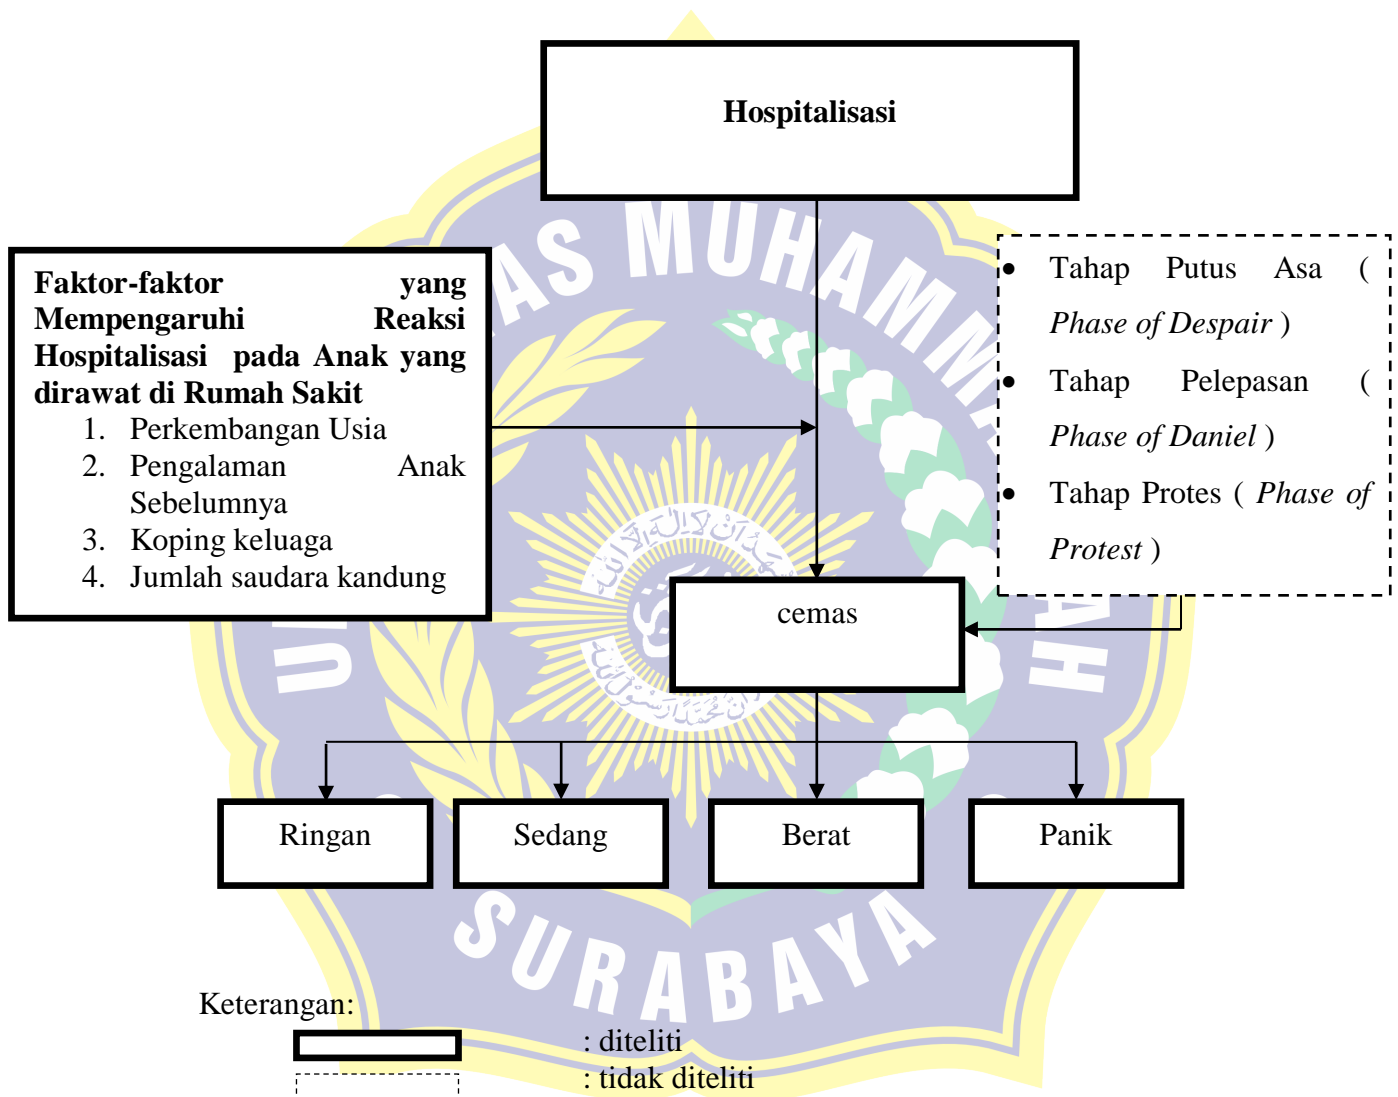 Hospitalisasi
Faktor-faktor yang
Mempengaruhi Reaksi
Hospitalisasi pada Anak yang
dirawat di Rumah Sakit
1. Perkembangan Usia
2. Pengalaman Anak
Sebelumnya
3. Koping keluaga
4. Jumlah saudara kandung
• Tahap Putus Asa (
Phase of Despair )
• Tahap Pelepasan (
Phase of Daniel )
• Tahap Protes ( Phase of
Protest )
cemas
Ringan
Sedang
Berat
Panik
SURABAYA
Keterangan:
: diteliti
: tidak diteliti